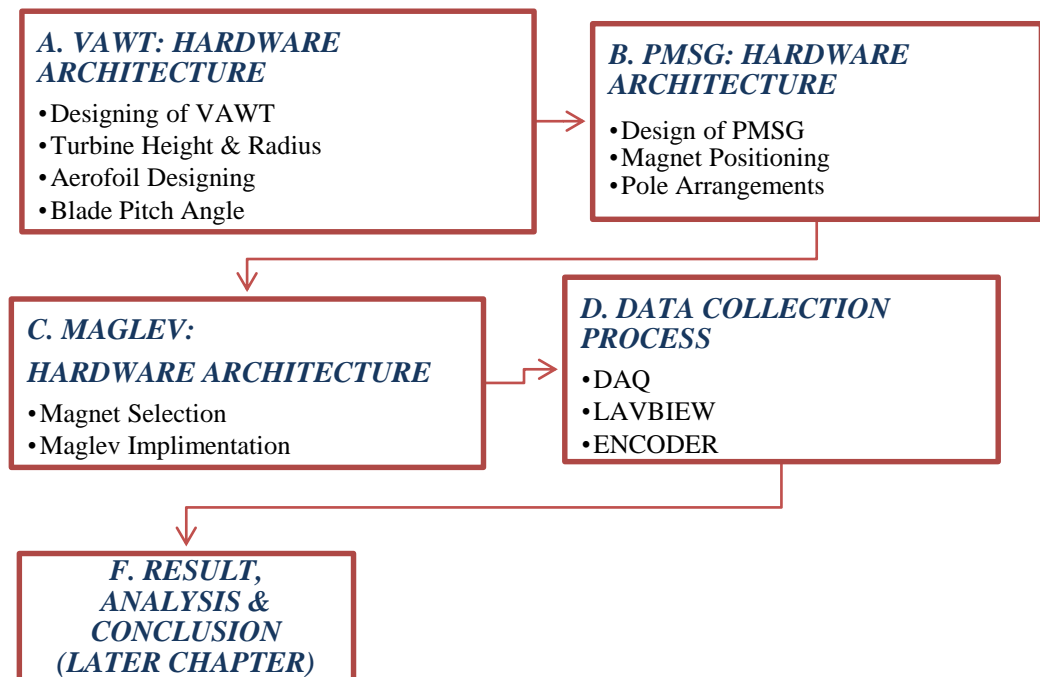 A. VAWT: HARDWARE
ARCHITECTURE
•Designing of VAWT
•Turbine Height & Radius
•Aerofoil Designing
•Blade Pitch Angle
B. PMSG: HARDWARE
ARCHITECTURE
•Design of PMSG
•Magnet Positioning
•Pole Arrangements
C. MAGLEV:
HARDWARE ARCHITECTURE
•Magnet Selection
•Maglev Implimentation
D. DATA COLLECTION
PROCESS
•DAQ
•LAVBIEW
•ENCODER
F. RESULT,
ANALYSIS &
CONCLUSION
(LATER CHAPTER)